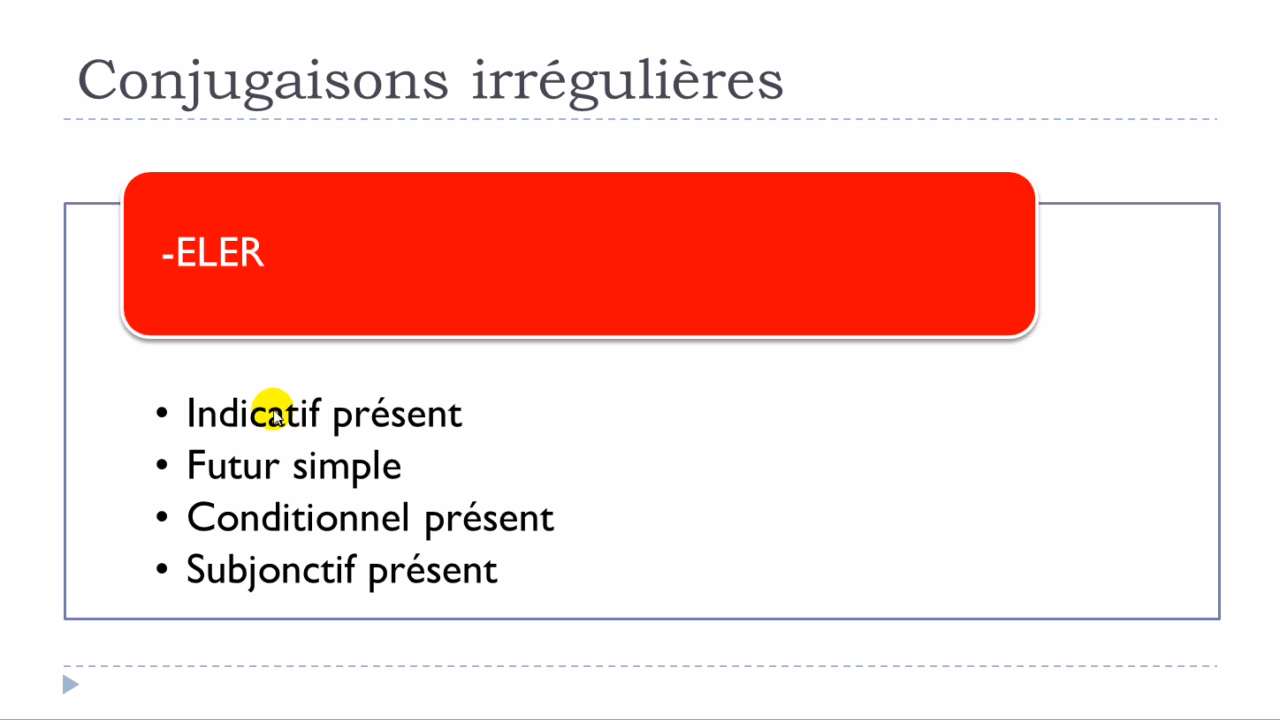 Conjugaisons irrégulières
-ELER
• Indicatif présent
• Futur simple
• Conditionnel présent
• Subjonctif présent